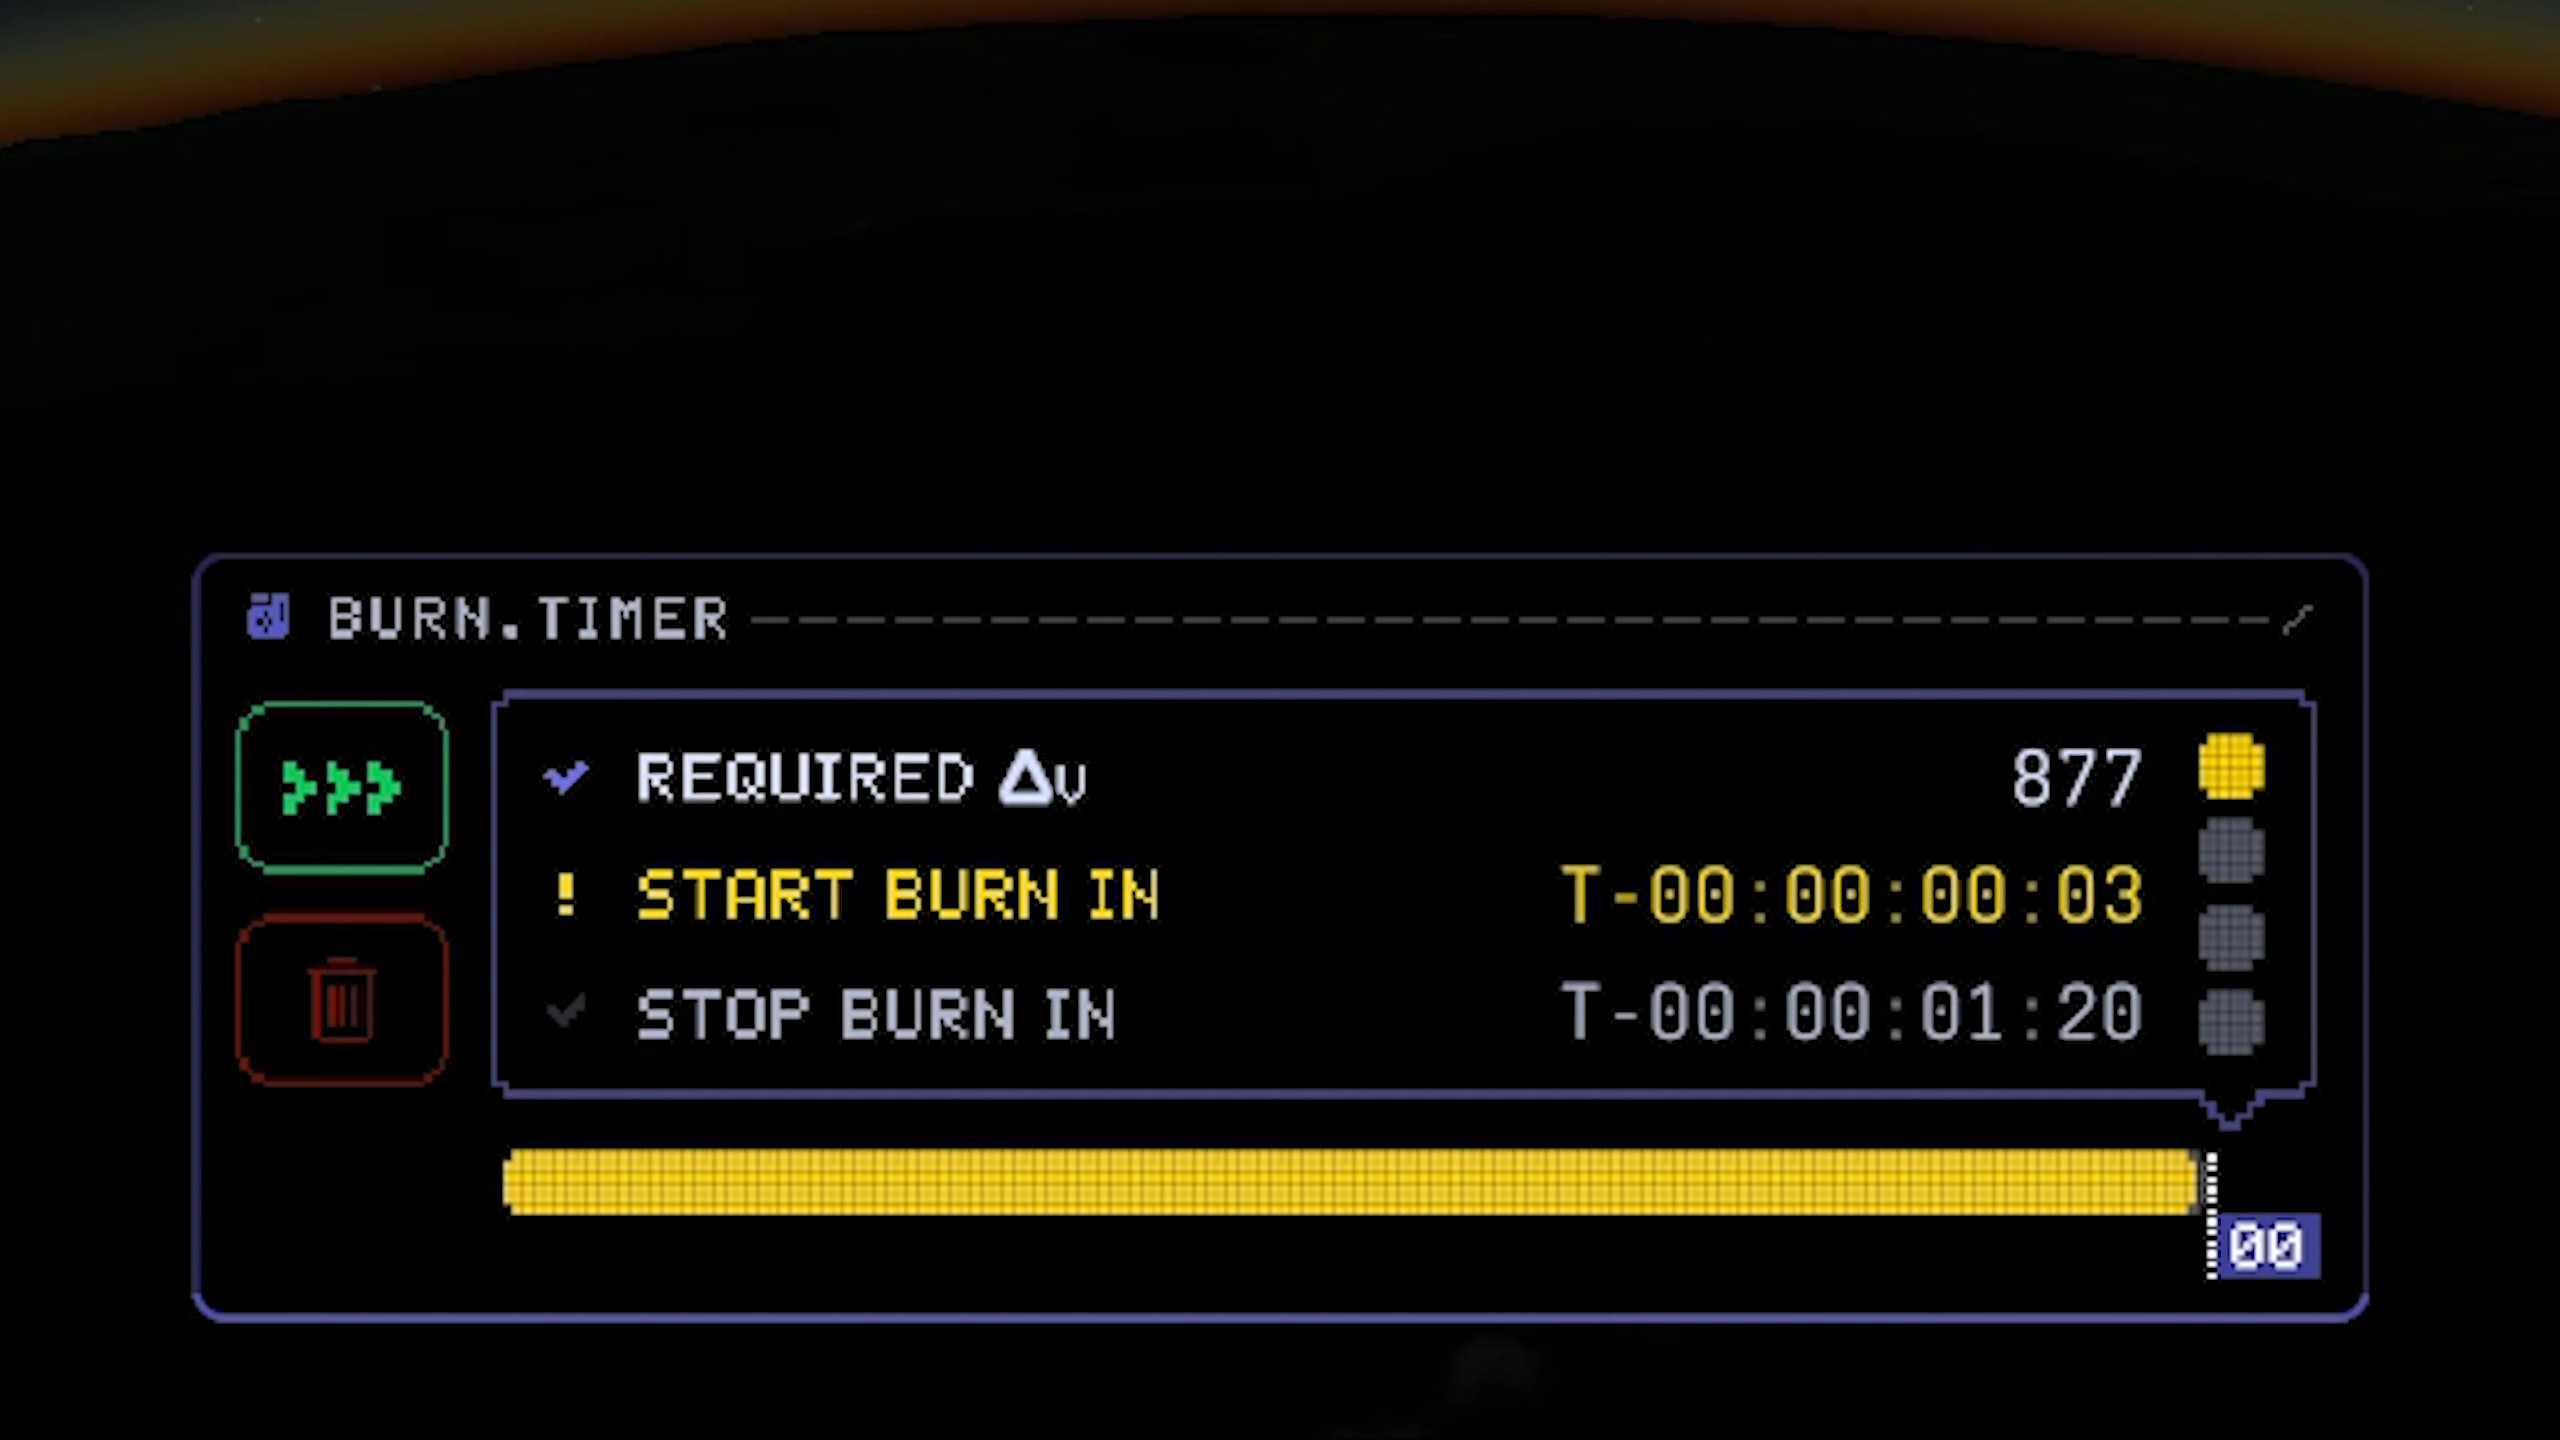 BURN.TIMER
REQUIRED Δv 877
! START BURN IN T-00:00:00:03
STOP BURN IN T-00:00:01:20
00